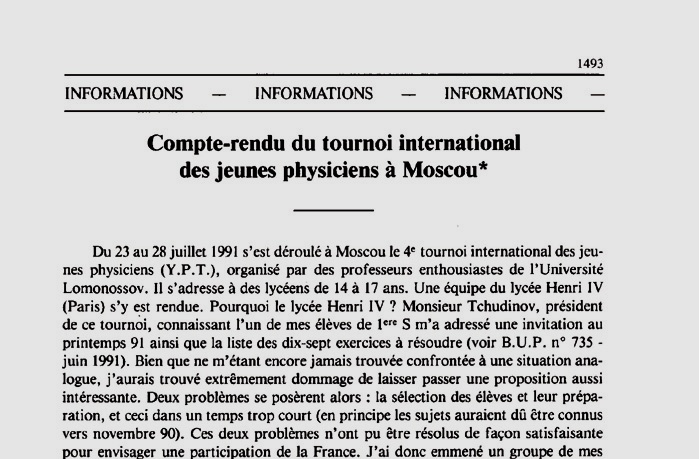 1493
INFORMATIONS — INFORMATIONS — INFORMATIONS —
Compte-rendu du tournoi international
des jeunes physiciens à Moscou*
Du 23 au 28 juillet 1991 s'est déroulé à Moscou le 4e tournoi international des jeu-
nes physiciens (Y.P.T.), organisé par des professeurs enthousiastes de l'Université
Lomonossov. Il s'adresse à des lycéens de 14 à 17 ans. Une équipe du lycée Henri IV
(Paris) s'y est rendue. Pourquoi le lycée Henri IV ? Monsieur Tchudinov, président
de ce tournoi, connaissant l'un de mes élèves de 1ere S m'a adressé une invitation au
printemps 91 ainsi que la liste des dix-sept exercices à résoudre (voir B.U.P. n° 735 -
juin 1991). Bien que ne m'étant encore jamais trouvée confrontée à une situation ana-
logue, j'aurais trouvé extrêmement dommage de laisser passer une proposition aussi
intéressante. Deux problèmes se posèrent alors : la sélection des élèves et leur prépa-
ration, et ceci dans un temps trop court (en principe les sujets auraient dû être connus
vers novembre 90). Ces deux problèmes n'ont pu être résolus de façon satisfaisante
pour envisager une participation de la France. J'ai donc emmené un groupe de mes